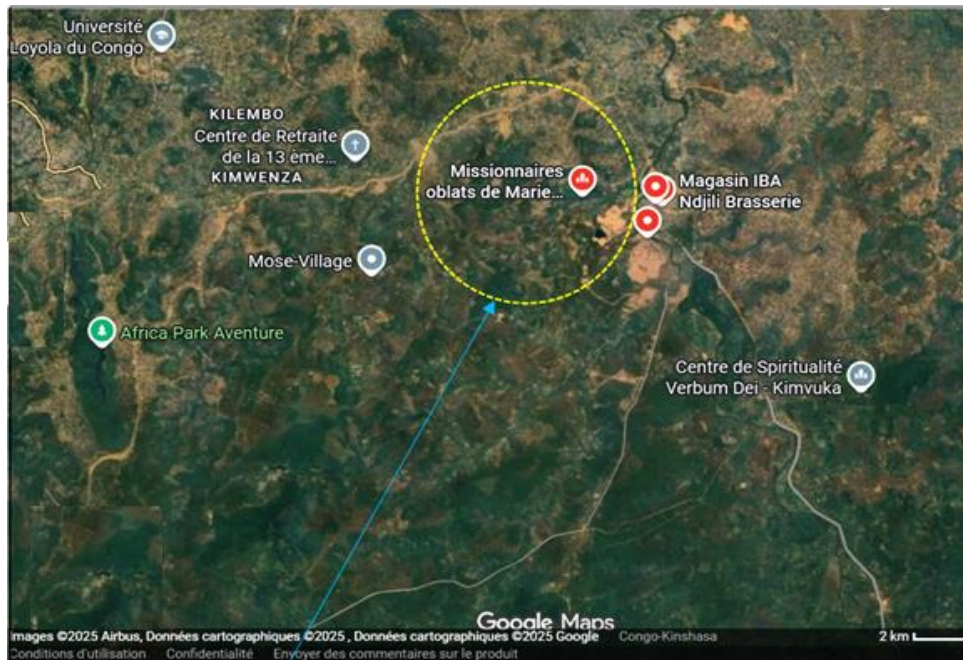 Université
Loyola du Congo
KILEMBO
Centre de Retraite
de la 13 ème...
KIMWENZA
Missionnaires
oblats de Marie...
Magasin IBA
Ndjili Brasserie
Mose-Village
Africa Park Aventure
Centre de Spiritualité
Verbum Dei - Kimvuka
Google Maps
Images ©2025 Airbus, Données cartographiques ©2025 , Données cartographiques ©2025 Google Congo-Kinshasa 2 km
Conditions d'utilisation Confidentialité Envoyer des commentaires sur le produit